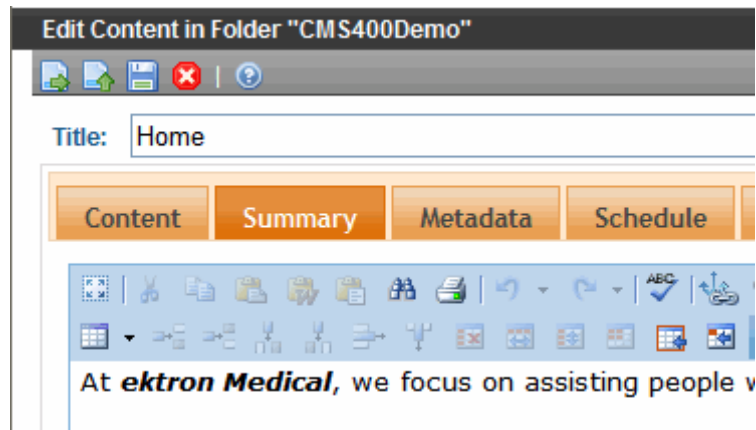 Edit Content in Folder "CMS400Demo"
Title: Home
Content Summary Metadata Schedule
ABC
At ektron Medical, we focus on assisting people